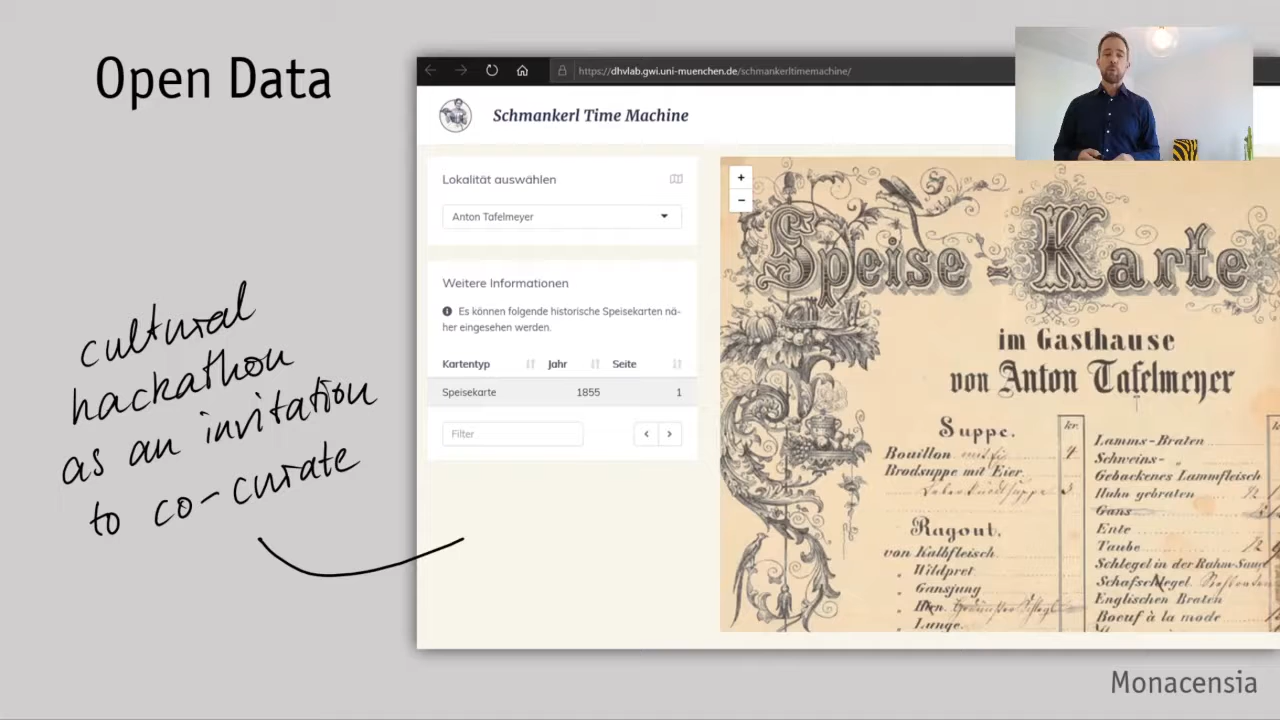 Open Data
https://dhvlab.gwi.uni-muenchen.de/schmankerltimemachine/
Schmankerl Time Machine
Lokalität auswählen
Anton Tafelmeyer
Weitere Informationen
Es können folgende historische Speisekarten nä-
her eingesehen werden.
Kartentyp Jahr Seite
Speisekarte 1855 1
Filter
cultural
hackathon
as an invitation
to co-curate
+
−
Speise-Karte
im Gasthause
von Anton Tafelmeyer
Suppe. kr.
Bouillon 4
Brodsuppe mit Eier
Ragout.
von Kalbfleisch
„ Wildpret
„ Gansjung
„ Hirn.
„ Lunge.
kr.
Lamms-Braten
Schweins- „
Gebackenes Lammfleisch
Huhn gebraten
Gans
Ente
Taube
Schlegel in der Rahm-Sauce
Schafschlegel.
Englischen Braten
Boeuf à la mode
Monacensia